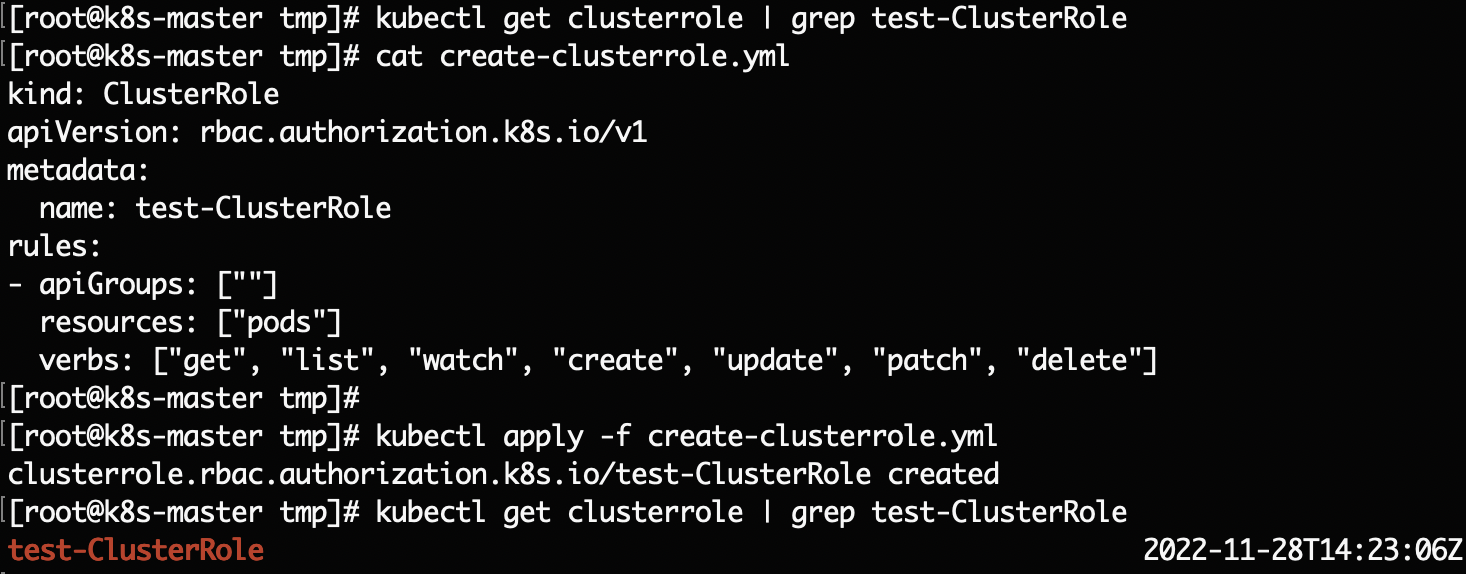 [root@k8s-master tmp]# kubectl get clusterrole | grep test-ClusterRole
[root@k8s-master tmp]# cat create-clusterrole.yml
kind: ClusterRole
apiVersion: rbac.authorization.k8s.io/v1
metadata:
  name: test-ClusterRole
rules:
- apiGroups: [""]
  resources: ["pods"]
  verbs: ["get", "list", "watch", "create", "update", "patch", "delete"]
[root@k8s-master tmp]#
[root@k8s-master tmp]# kubectl apply -f create-clusterrole.yml
clusterrole.rbac.authorization.k8s.io/test-ClusterRole created
[root@k8s-master tmp]# kubectl get clusterrole | grep test-ClusterRole
test-ClusterRole 2022-11-28T14:23:06Z